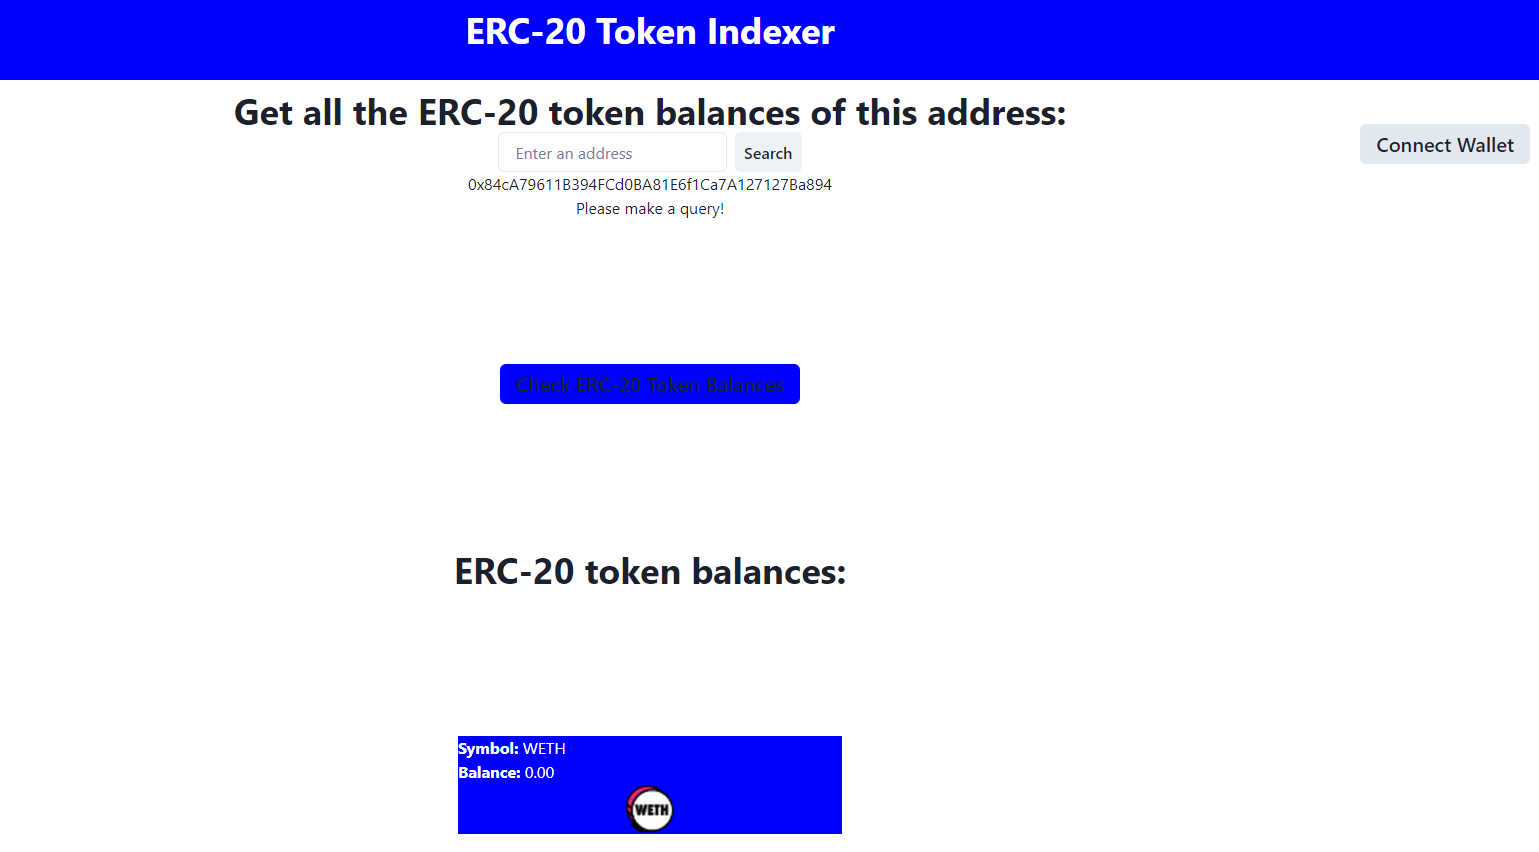 ERC-20 Token Indexer
Get all the ERC-20 token balances of this address:
Connect Wallet
Enter an address
Search
0x84cA79611B394FCd0BA81E6f1Ca7A127127Ba894
Please make a query!
Check ERC-20 Token Balances
ERC-20 token balances:
Symbol: WETH
Balance: 0.00
WETH